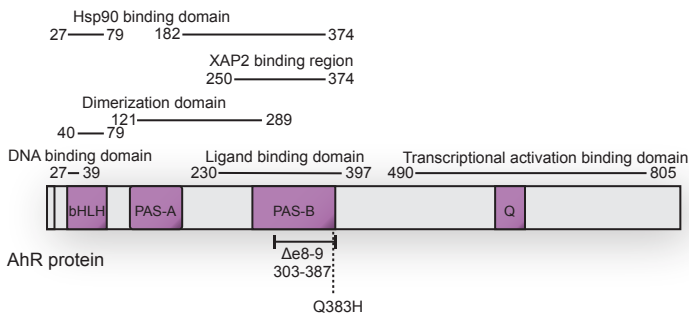 Hsp90 binding domain
27 79 182 374
XAP2 binding region
250 374
Dimerization domain
121 289
40 79
DNA binding domain Ligand binding domain Transcriptional activation binding domain
27 39 230 397 490 805
bHLH PAS-A PAS-B Q
AhR protein
Δe8-9
303-387
Q383H